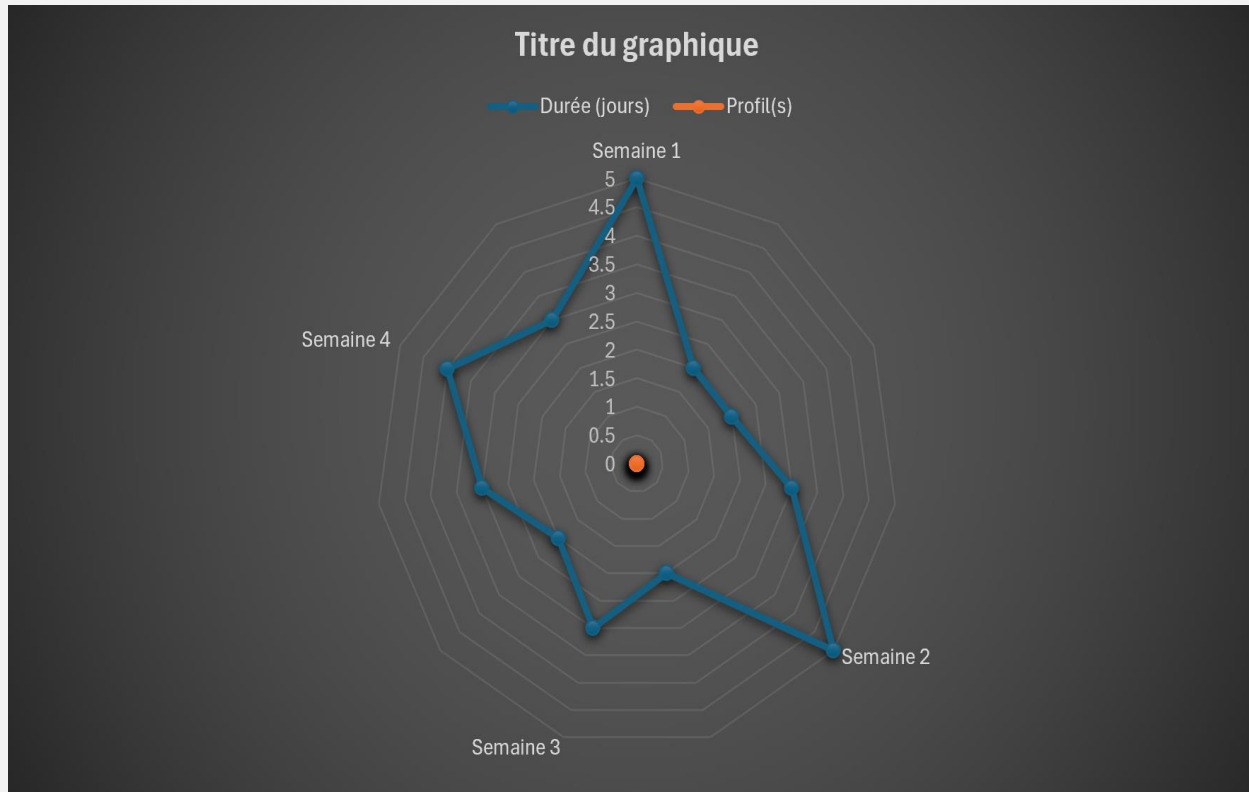 Titre du graphique
Durée (jours) Profil(s)
Semaine 1
5
4.5
4
3.5
3
2.5
2
1.5
1
0.5
0
Semaine 4
Semaine 2
Semaine 3